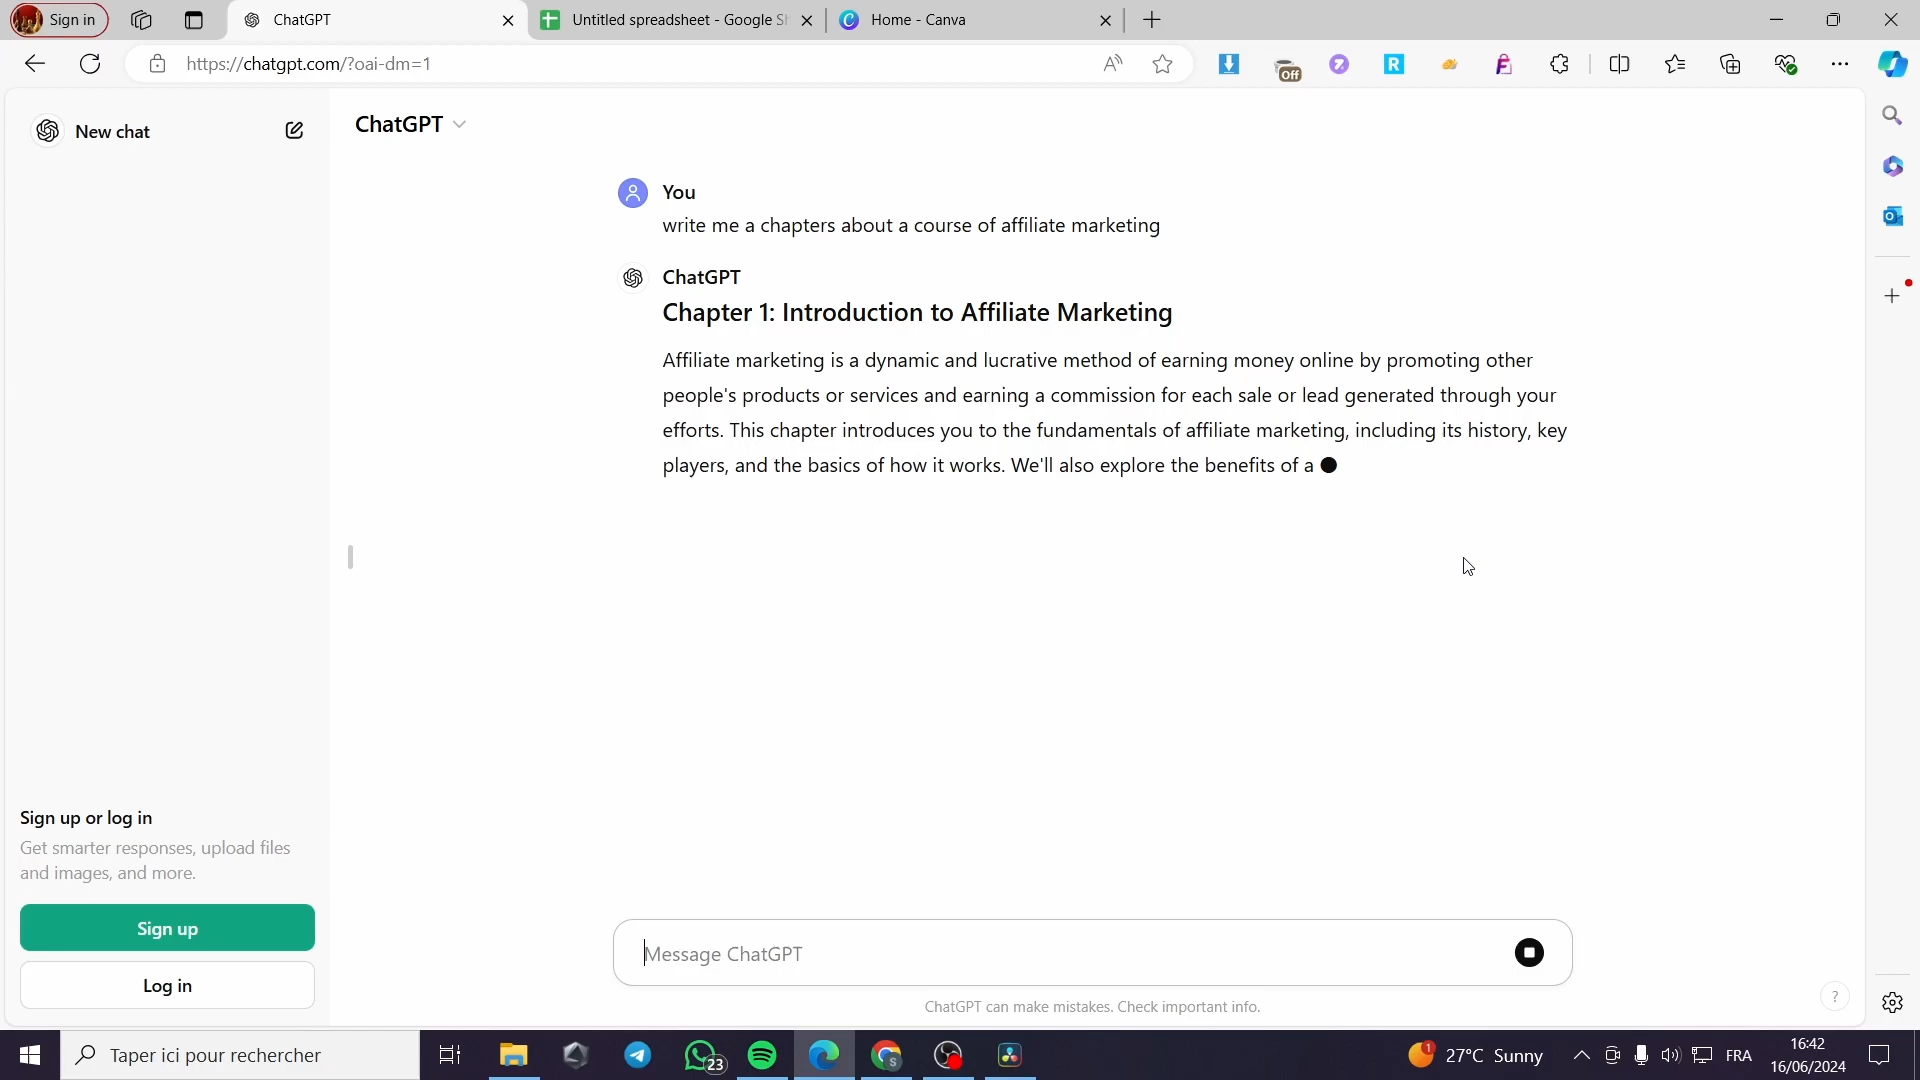 Sign in
ChatGPT
Untitled spreadsheet - Google Sh
Home - Canva
https://chatgpt.com/?oai-dm=1
Off
New chat
ChatGPT
You
write me a chapters about a course of affiliate marketing
ChatGPT
Chapter 1: Introduction to Affiliate Marketing
Affiliate marketing is a dynamic and lucrative method of earning money online by promoting other
people's products or services and earning a commission for each sale or lead generated through your
efforts. This chapter introduces you to the fundamentals of affiliate marketing, including its history, key
players, and the basics of how it works. We'll also explore the benefits of a
Sign up or log in
Get smarter responses, upload files
and images, and more.
Sign up
Log in
Message ChatGPT
ChatGPT can make mistakes. Check important info.
?
Taper ici pour rechercher
23
1
27°C Sunny
FRA
16:42
16/06/2024